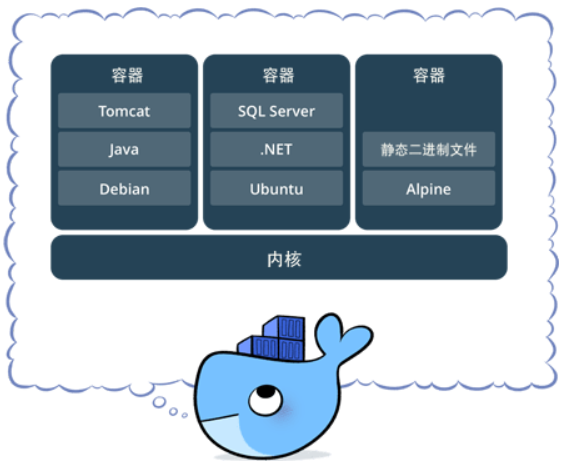 容器
Tomcat
Java
Debian
容器
SQL Server
.NET
Ubuntu
容器
静态二进制文件
Alpine
内核